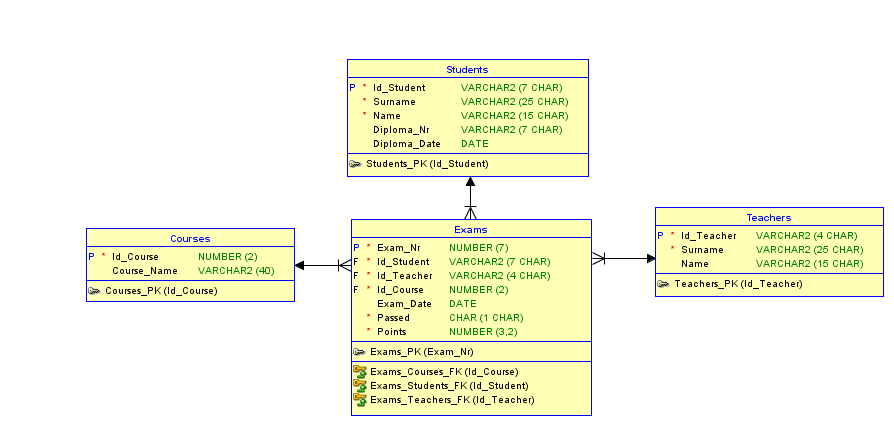 Students
P * Id_Student VARCHAR2 (7 CHAR)
* Surname VARCHAR2 (25 CHAR)
* Name VARCHAR2 (15 CHAR)
Diploma_Nr VARCHAR2 (7 CHAR)
Diploma_Date DATE
Students_PK (Id_Student)
Courses
P * Id_Course NUMBER (2)
Course_Name VARCHAR2 (40)
Courses_PK (Id_Course)
Exams
P * Exam_Nr NUMBER (7)
F * Id_Student VARCHAR2 (7 CHAR)
F * Id_Teacher VARCHAR2 (4 CHAR)
F * Id_Course NUMBER (2)
Exam_Date DATE
* Passed CHAR (1 CHAR)
* Points NUMBER (3,2)
Exams_PK (Exam_Nr)
Exams_Courses_FK (Id_Course)
Exams_Students_FK (Id_Student)
Exams_Teachers_FK (Id_Teacher)
Teachers
P * Id_Teacher VARCHAR2 (4 CHAR)
* Surname VARCHAR2 (25 CHAR)
Name VARCHAR2 (15 CHAR)
Teachers_PK (Id_Teacher)